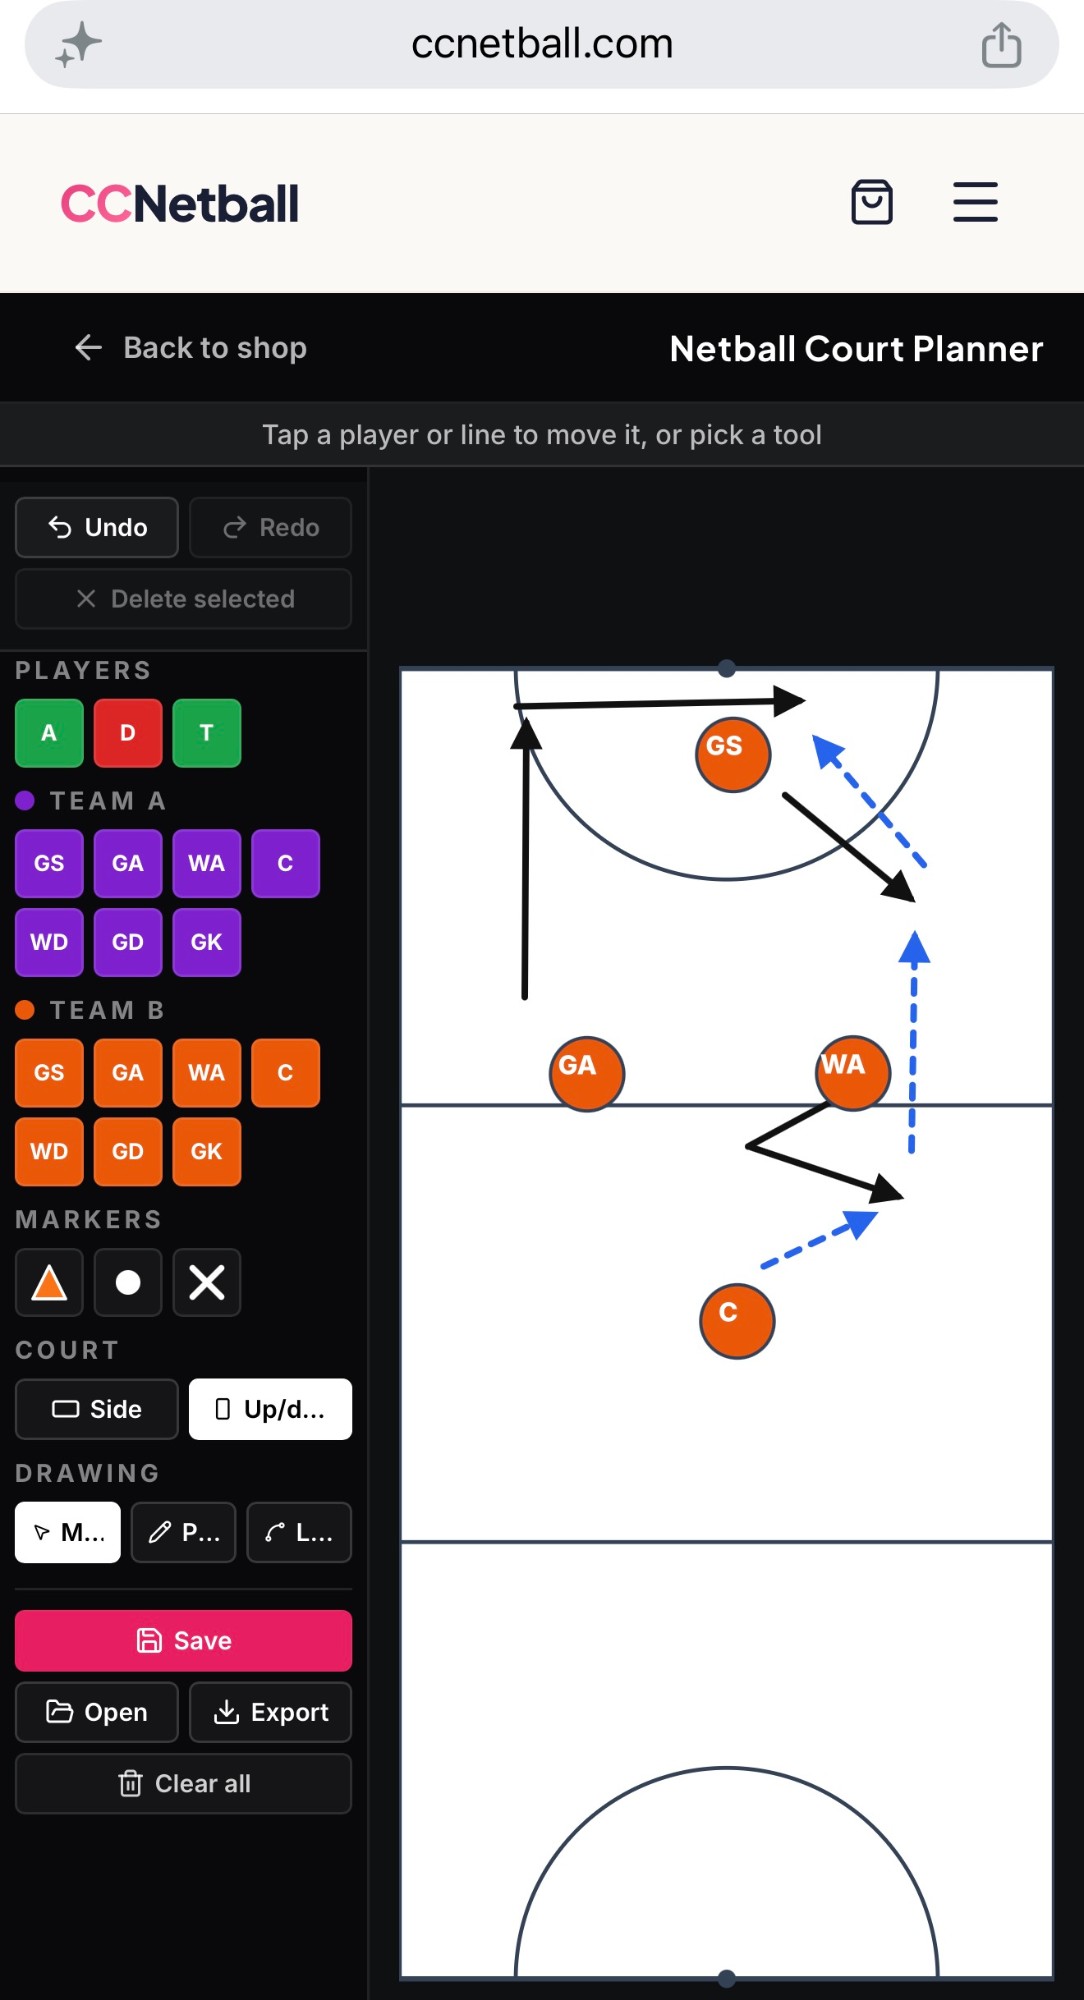 ccnetball.com
CCNetball
Back to shop
Netball Court Planner
Tap a player or line to move it, or pick a tool
Undo
Redo
Delete selected
PLAYERS
A D T
TEAM A
GS GA WA C
WD GD GK
TEAM B
GS GA WA C
WD GD GK
MARKERS
COURT
Side
Up/d...
DRAWING
M... P... L...
Save
Open
Export
Clear all
GS
GA
WA
C